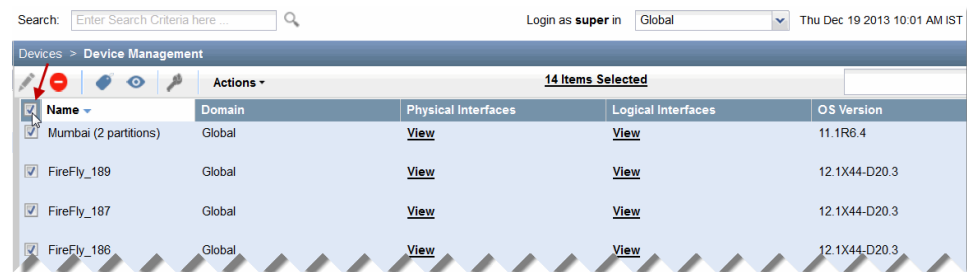 Search: Enter Search Criteria here ... Login as super in Global Thu Dec 19 2013 10:01 AM IST
Devices > Device Management
Actions 14 Items Selected
Name Domain Physical Interfaces Logical Interfaces OS Version
Mumbai (2 partitions) Global View View 11.1R6.4
FireFly_189 Global View View 12.1X44-D20.3
FireFly_187 Global View View 12.1X44-D20.3
FireFly_186 Global View View 12.1X44-D20.3